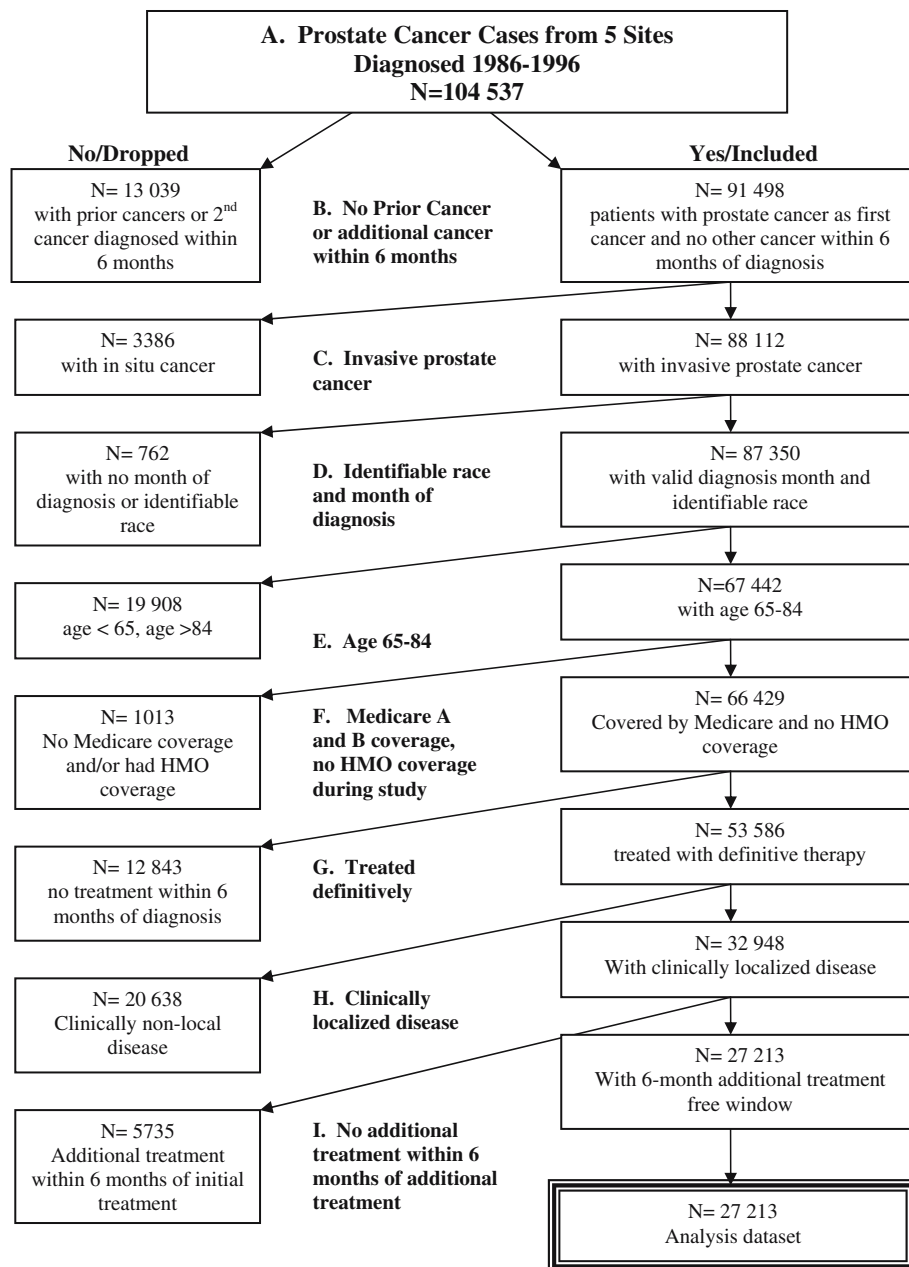 A. Prostate Cancer Cases from 5 Sites
Diagnosed 1986-1996
N=104 537
No/Dropped
Yes/Included
N= 13 039
with prior cancers or 2nd
cancer diagnosed within
6 months
B. No Prior Cancer
or additional cancer
within 6 months
N= 91 498
patients with prostate cancer as first
cancer and no other cancer within 6
months of diagnosis
N= 3386
with in situ cancer
C. Invasive prostate
cancer
N= 88 112
with invasive prostate cancer
N= 762
with no month of
diagnosis or identifiable
race
D. Identifiable race
and month of
diagnosis
N= 87 350
with valid diagnosis month and
identifiable race
N= 19 908
age < 65, age >84
E. Age 65-84
N=67 442
with age 65-84
N= 1013
No Medicare coverage
and/or had HMO
coverage
F. Medicare A
and B coverage,
no HMO coverage
during study
N= 66 429
Covered by Medicare and no HMO
coverage
N= 12 843
no treatment within 6
months of diagnosis
G. Treated
definitively
N= 53 586
treated with definitive therapy
N= 20 638
Clinically non-local
disease
H. Clinically
localized disease
N= 32 948
With clinically localized disease
N= 5735
Additional treatment
within 6 months of initial
treatment
I. No additional
treatment within 6
months of additional
treatment
N= 27 213
With 6-month additional treatment
free window
N= 27 213
Analysis dataset